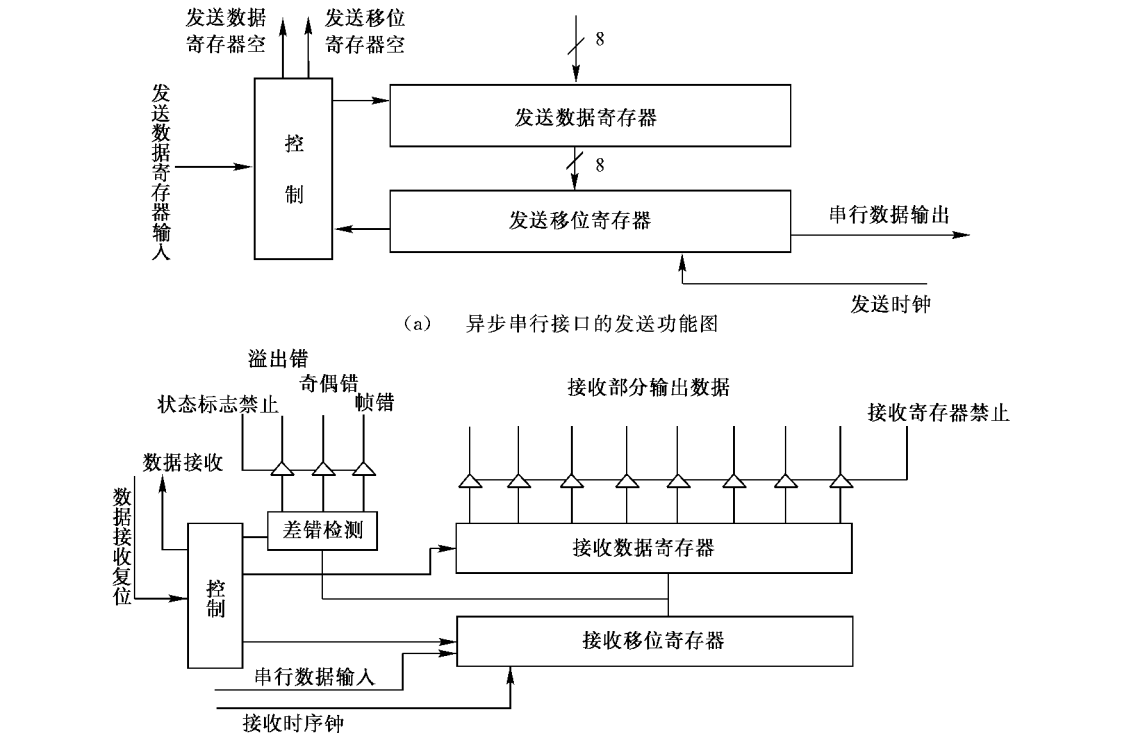 发送数据
寄存器空
发送移位
寄存器空
8
发送数据寄存器输入
控制
发送数据寄存器
8
发送移位寄存器
串行数据输出
发送时钟
(a) 异步串行接口的发送功能图
溢出错
奇偶错
帧错
状态标志禁止
接收部分输出数据
接收寄存器禁止
数据接收
数据接收复位
差错检测
控制
接收数据寄存器
接收移位寄存器
串行数据输入
接收时序钟